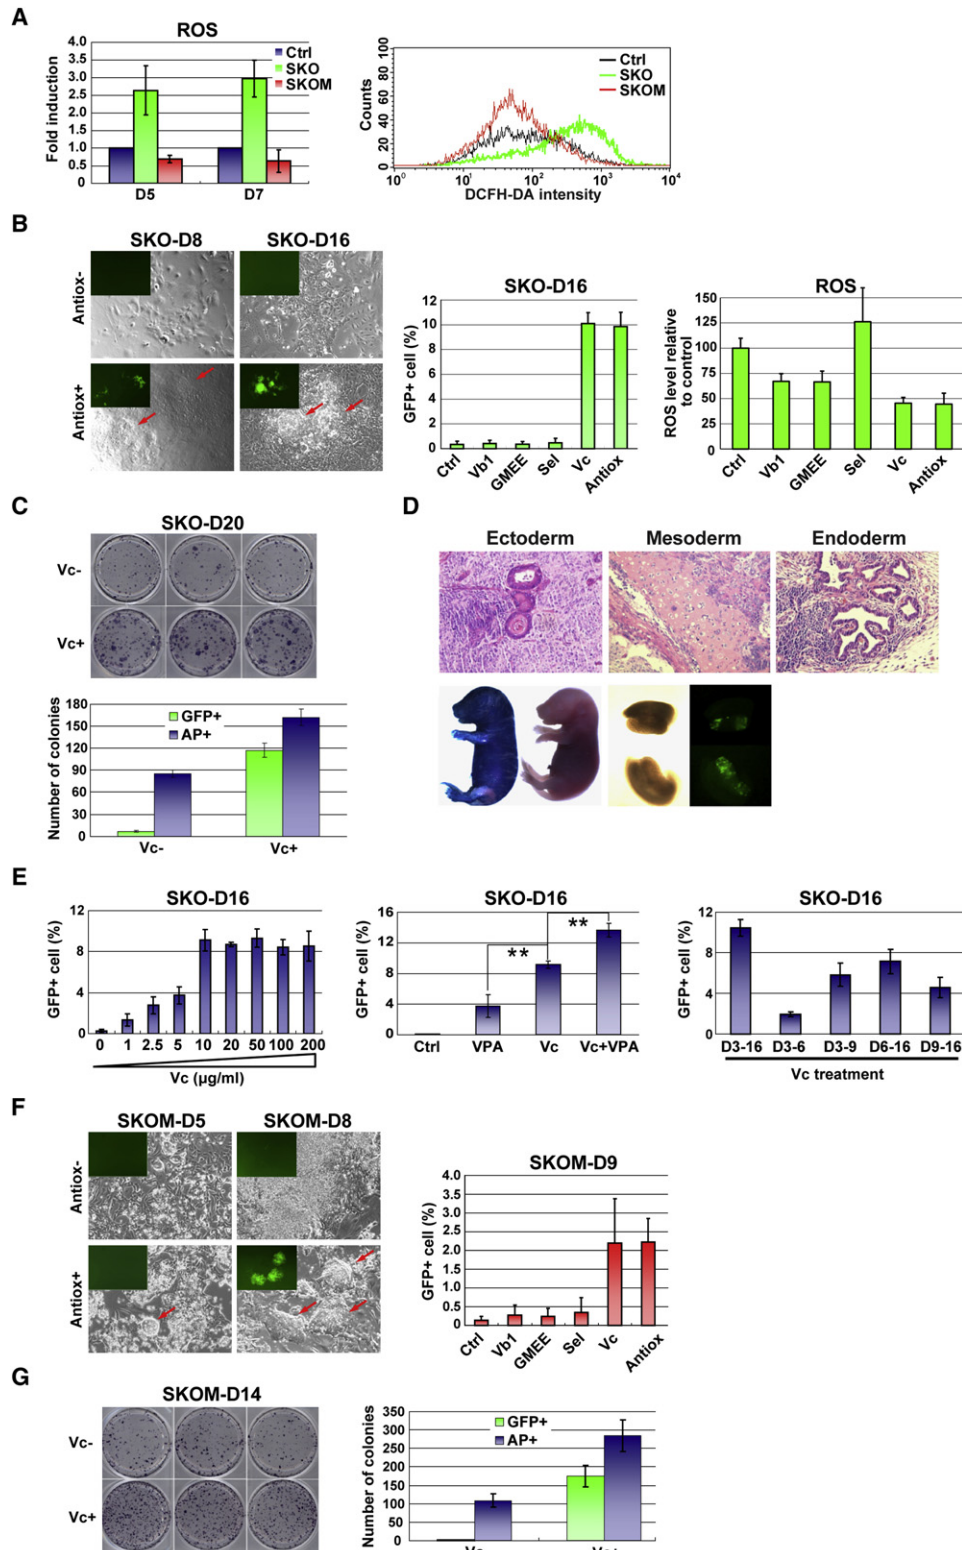 A
ROS
Fold induction
4.0
3.5
3.0
2.5
2.0
1.5
1.0
0.5
0
Ctrl
SKO
SKOM
D5
D7
Counts
100
80
60
40
20
0
Ctrl
SKO
SKOM
10⁰
10¹
10²
10³
10⁴
DCFH-DA intensity
B
SKO-D8
SKO-D16
Antiox-
Antiox+
SKO-D16
GFP+ cell (%)
12
10
8
6
4
2
0
Ctrl
Vb1
GMEE
Sel
Vc
Antiox
ROS
ROS level relative
to control
150
125
100
75
50
25
0
Ctrl
Vb1
GMEE
Sel
Vc
Antiox
C
SKO-D20
Vc-
Vc+
Number of colonies
180
150
120
90
60
30
0
GFP+
AP+
Vc-
Vc+
D
Ectoderm
Mesoderm
Endoderm
E
SKO-D16
GFP+ cell (%)
12
8
4
0
0
1
2.5
5
10
20
50
100
200
Vc (µg/ml)
SKO-D16
GFP+ cell (%)
16
12
8
4
0
**
**
Ctrl
VPA
Vc
Vc+VPA
SKO-D16
GFP+ cell (%)
12
8
4
0
D3-16
D3-6
D3-9
D6-16
D9-16
Vc treatment
F
SKOM-D5
SKOM-D8
Antiox-
Antiox+
SKOM-D9
GFP+ cell (%)
4.0
3.5
3.0
2.5
2.0
1.5
1.0
0.5
0
Ctrl
Vb1
GMEE
Sel
Vc
Antiox
G
SKOM-D14
Vc-
Vc+
Number of colonies
350
300
250
200
150
100
50
0
GFP+
AP+